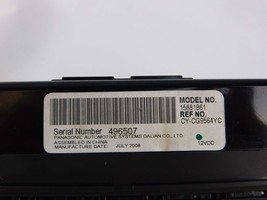 MODEL NO.
15881861
REF NO.
CY-CG9564YC
Serial Number 496507
PANASONIC AUTOMOTIVE SYSTEMS DALIAN CO., LTD.
ASSEMBLED IN CHINA
MANUFACTURE DATE JULY 2008
12VDC